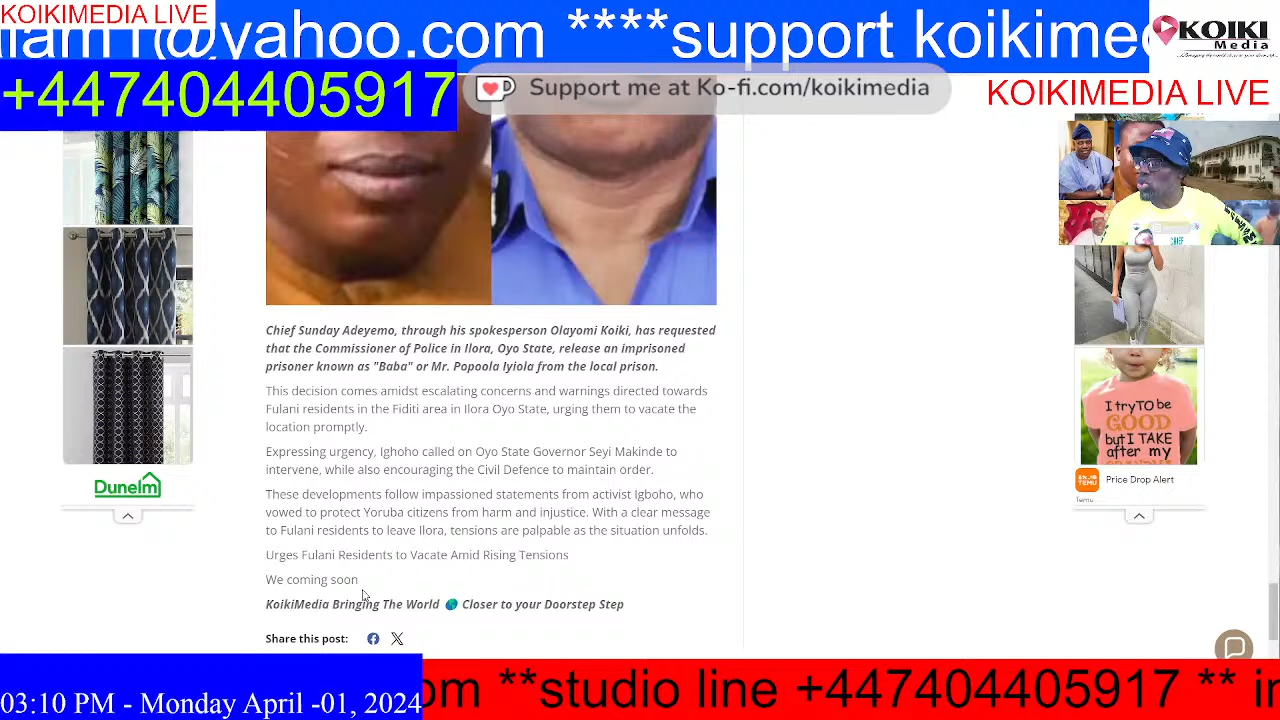 KOIKIMEDIA LIVE
iam1@yahoo.com ****support koikimed
KOIKI
Media
+447404405917
Support me at Ko-fi.com/koikimedia
KOIKIMEDIA LIVE
CHIEF
Chief Sunday Adeyemo, through his spokesperson Olayomi Koiki, has requested
that the Commissioner of Police in Ilora, Oyo State, release an imprisoned
prisoner known as "Baba" or Mr. Popoola Iyiola from the local prison.
This decision comes amidst escalating concerns and warnings directed towards
Fulani residents in the Fiditi area in Ilora Oyo State, urging them to vacate the
location promptly.
Expressing urgency, Ighoho called on Oyo State Governor Seyi Makinde to
intervene, while also encouraging the Civil Defence to maintain order.
These developments follow impassioned statements from activist Igboho, who
vowed to protect Yoruba citizens from harm and injustice. With a clear message
to Fulani residents to leave Ilora, tensions are palpable as the situation unfolds.
Urges Fulani Residents to Vacate Amid Rising Tensions
We coming soon
KoikiMedia Bringing The World 🌎 Closer to your Doorstep Step
Share this post:
Dunelm
I tryTO be
GOOD
but I TAKE
after my
Price Drop Alert
Temu
03:10 PM - Monday April -01, 2024
om **studio line +447404405917 ** in